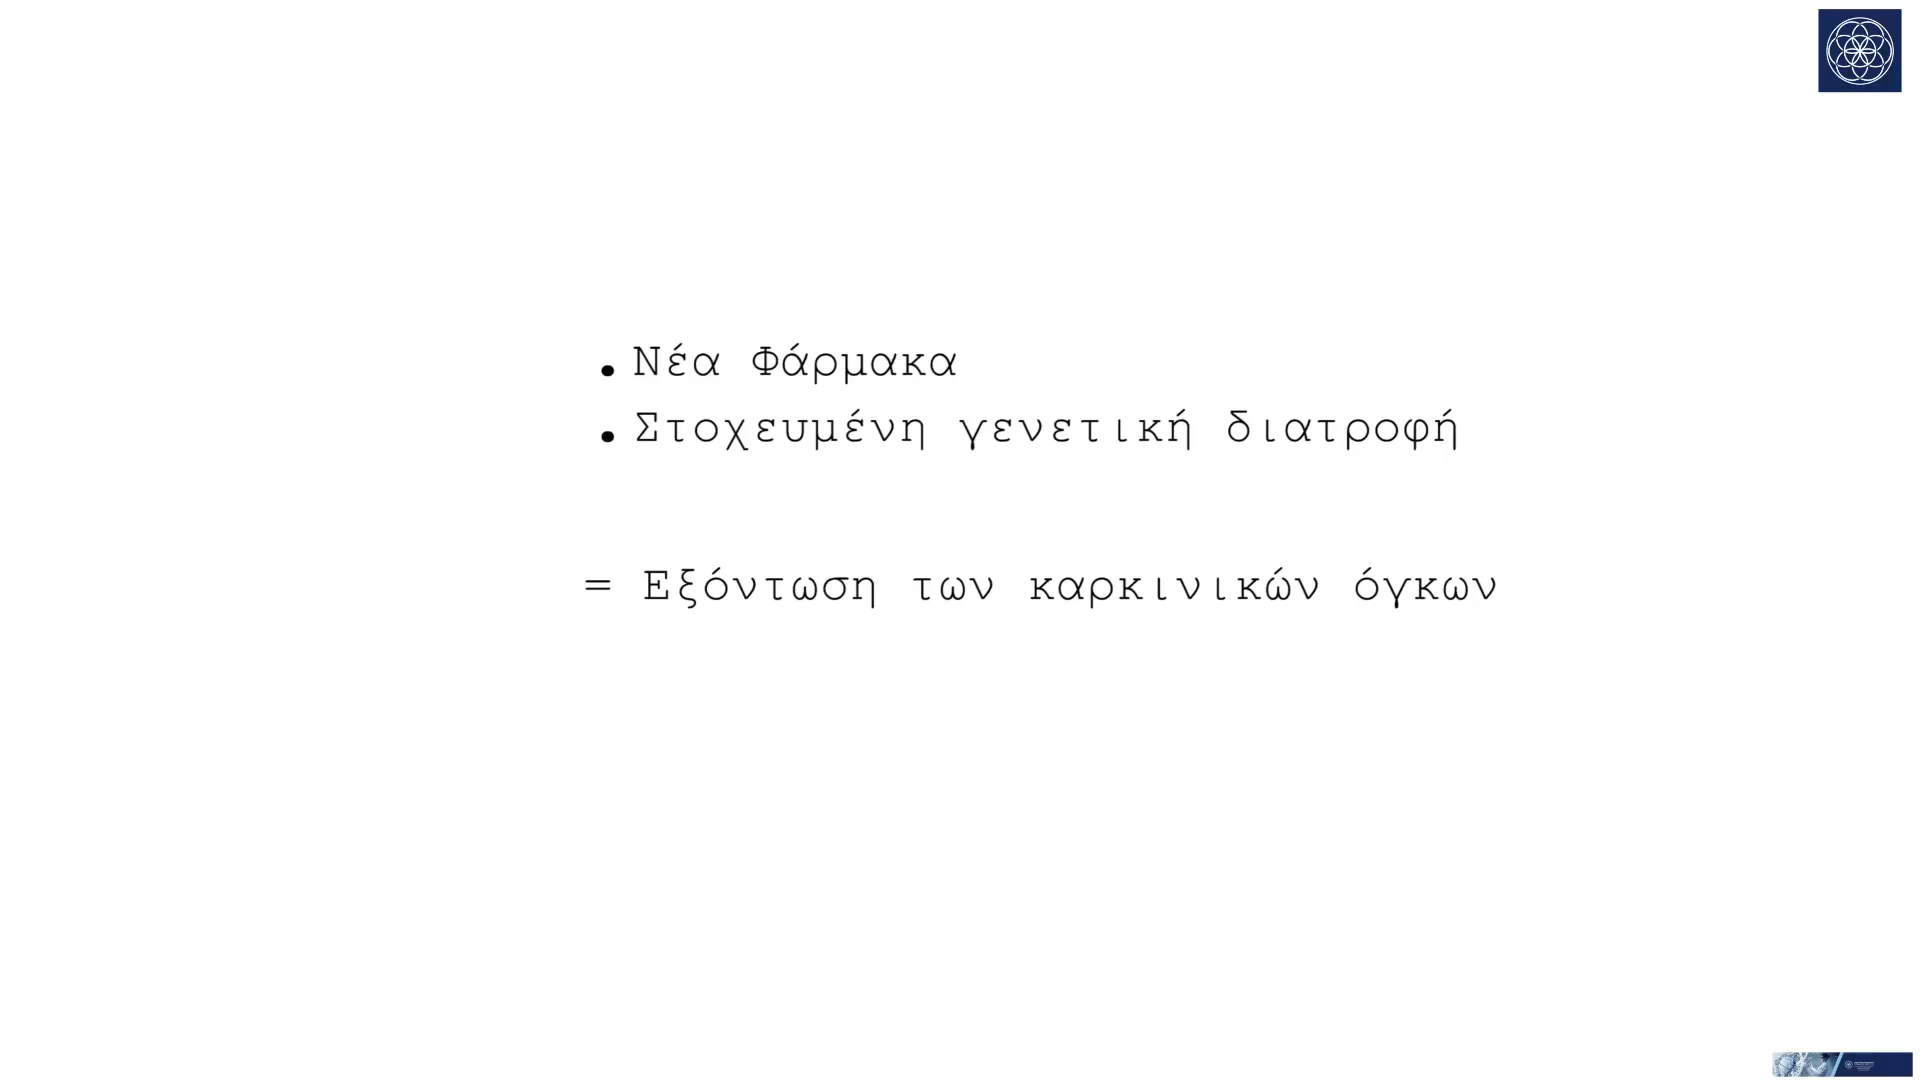 • Νέα Φάρμακα
• Στοχευμένη γενετική διατροφή
= Εξόντωση των καρκινικών όγκων